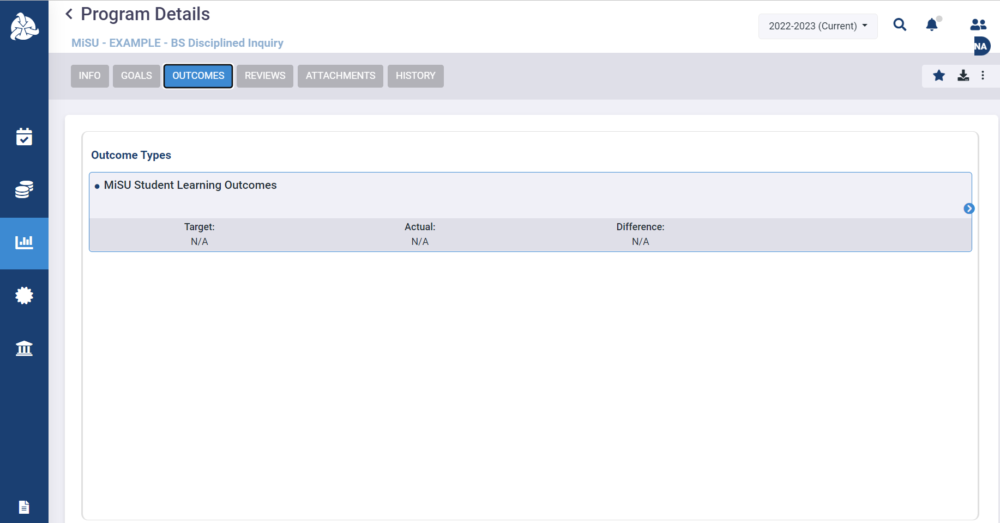 Program Details
MiSU - EXAMPLE - BS Disciplined Inquiry
2022-2023 (Current)
NA
INFO
GOALS
OUTCOMES
REVIEWS
ATTACHMENTS
HISTORY
Outcome Types
MiSU Student Learning Outcomes
Target:
N/A
Actual:
N/A
Difference:
N/A